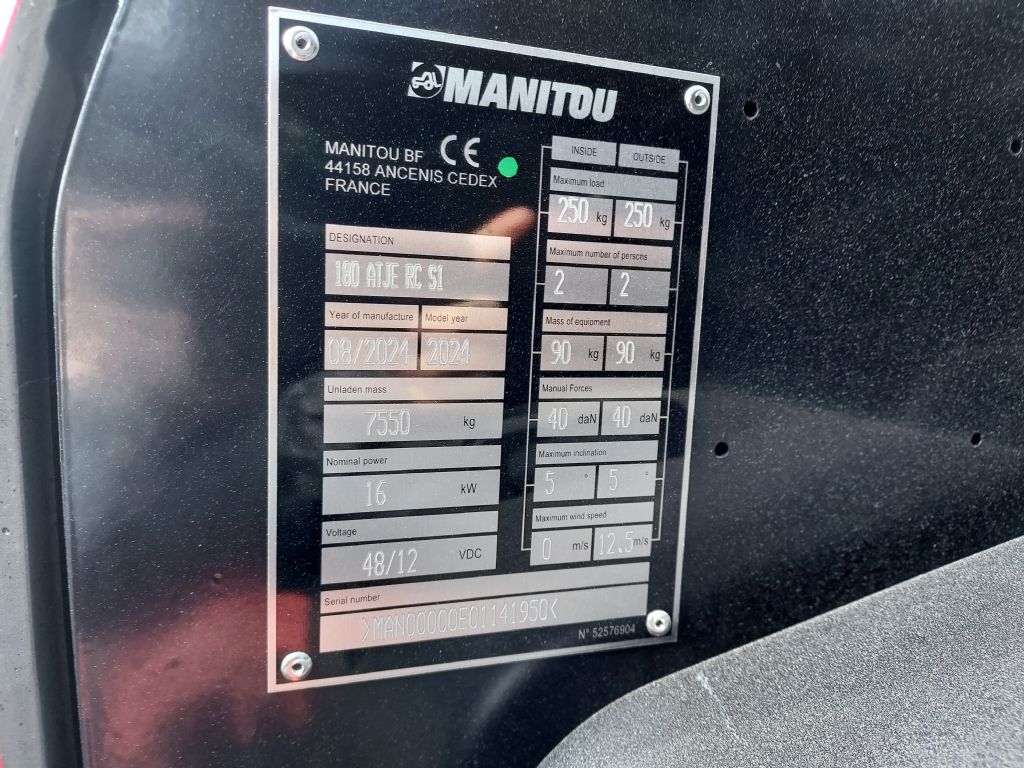 MANITOU
MANITOU BF CE
44158 ANCENIS CEDEX
FRANCE
DESIGNATION
180 ATJE RC S1
Year of manufacture Model year
08/2024 2024
Unladen mass
7550 kg
Nominal power
16 kW
Voltage
48/12 VDC
Serial number
>MAN00000E01141950<
INSIDE OUTSIDE
Maximum load
250 kg 250 kg
Maximum number of persons
2 2
Mass of equipment
90 kg 90 kg
Manual Forces
40 daN 40 daN
Maximum inclination
5 ° 5 °
Maximum wind speed
0 m/s 12.5 m/s
N° 52576904